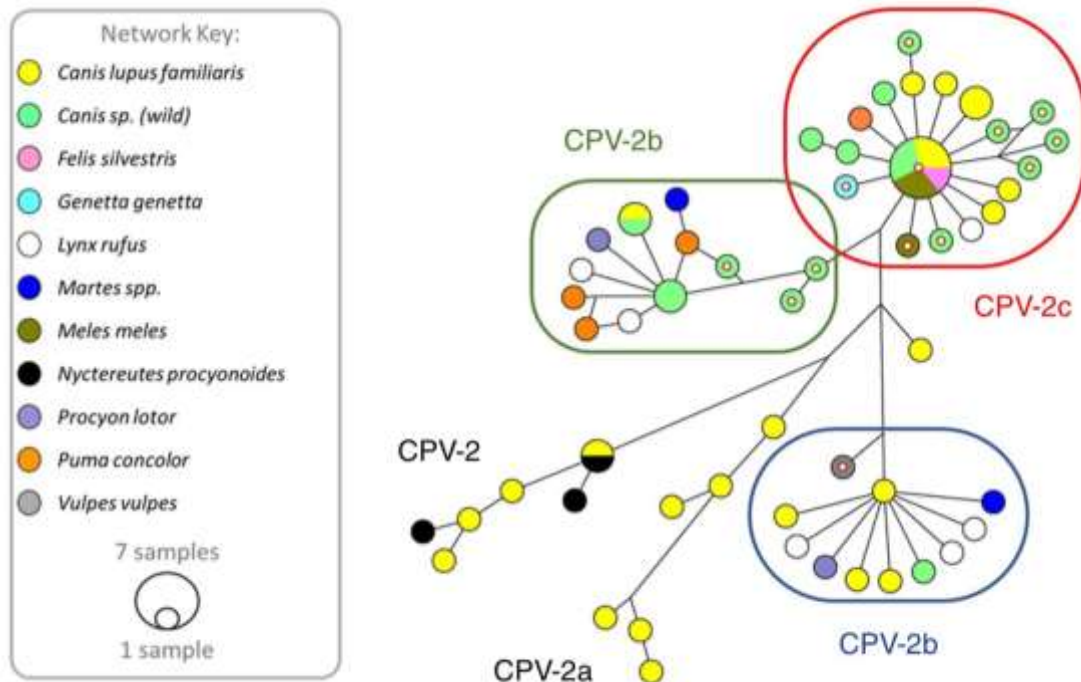 Network Key:
Canis lupus familiaris
Canis sp. (wild)
Felis silvestris
Genetta genetta
Lynx rufus
Martes spp.
Meles meles
Nyctereutes procyonoides
Procyon lotor
Puma concolor
Vulpes vulpes
7 samples
1 sample
CPV-2b
CPV-2c
CPV-2
CPV-2a
CPV-2b